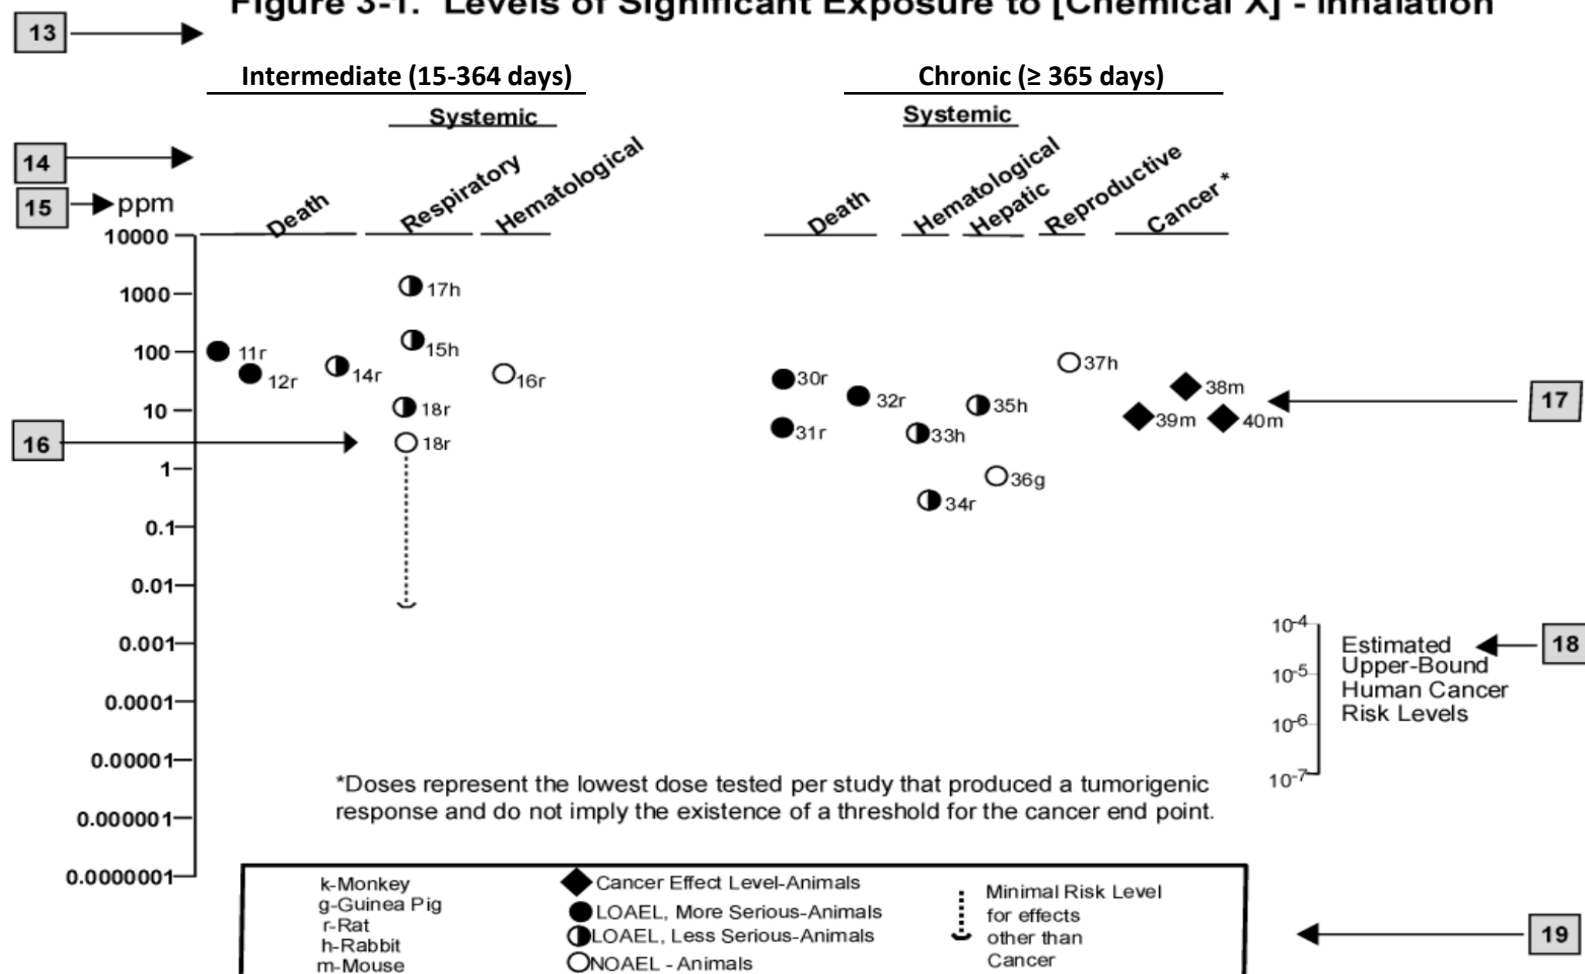 Figure 3-1. Levels of Significant Exposure to [Chemical X] - Inhalation
13
Intermediate (15-364 days)
Chronic (≥ 365 days)
Systemic
Systemic
14
15
ppm
Death
Respiratory
Hematological
Death
Hematological
Hepatic
Reproductive
Cancer*
10000
1000
100
10
1
0.1
0.01
0.001
0.0001
0.00001
0.000001
0.0000001
17h
15h
11r
12r
14r
16r
18r
18r
16
30r
32r
31r
33h
34r
35h
36g
37h
38m
39m
40m
17
10-4
10-5
10-6
10-7
Estimated
Upper-Bound
Human Cancer
Risk Levels
18
*Doses represent the lowest dose tested per study that produced a tumorigenic
response and do not imply the existence of a threshold for the cancer end point.
k-Monkey
g-Guinea Pig
r-Rat
h-Rabbit
m-Mouse
Cancer Effect Level-Animals
LOAEL, More Serious-Animals
LOAEL, Less Serious-Animals
NOAEL - Animals
Minimal Risk Level
for effects
other than
Cancer
19